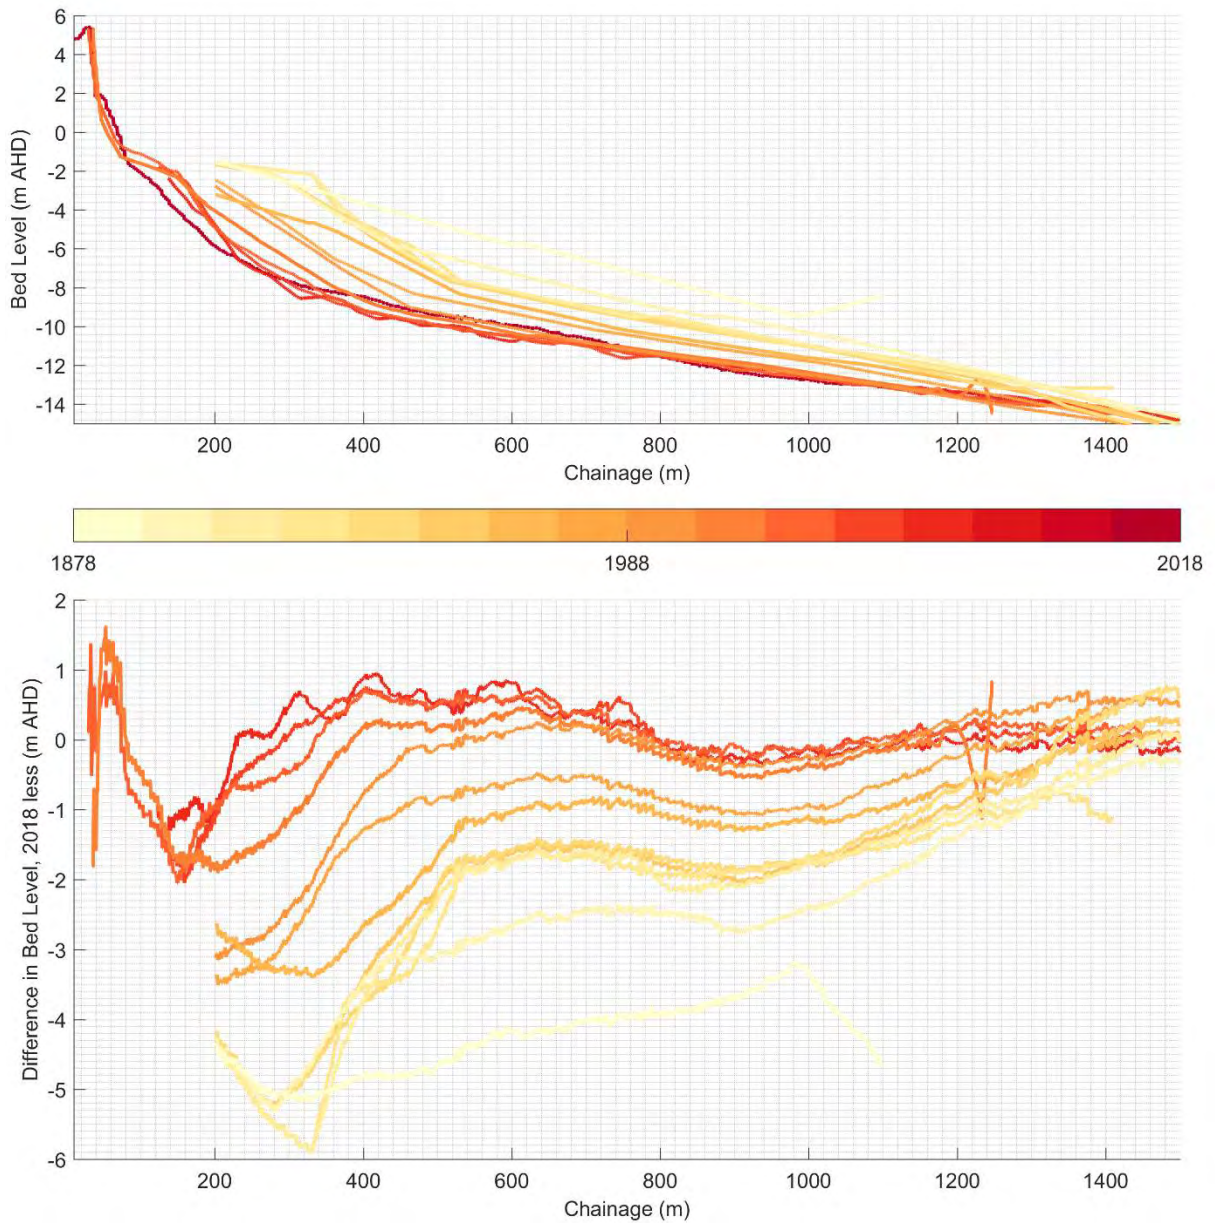 6
4
2
0
-2
-4
-6
-8
-10
-12
-14
Bed Level (m AHD)
200 400 600 800 1000 1200 1400
Chainage (m)
1878 1988 2018
2
1
0
-1
-2
-3
-4
-5
-6
Difference in Bed Level, 2018 less (m AHD)
200 400 600 800 1000 1200 1400
Chainage (m)